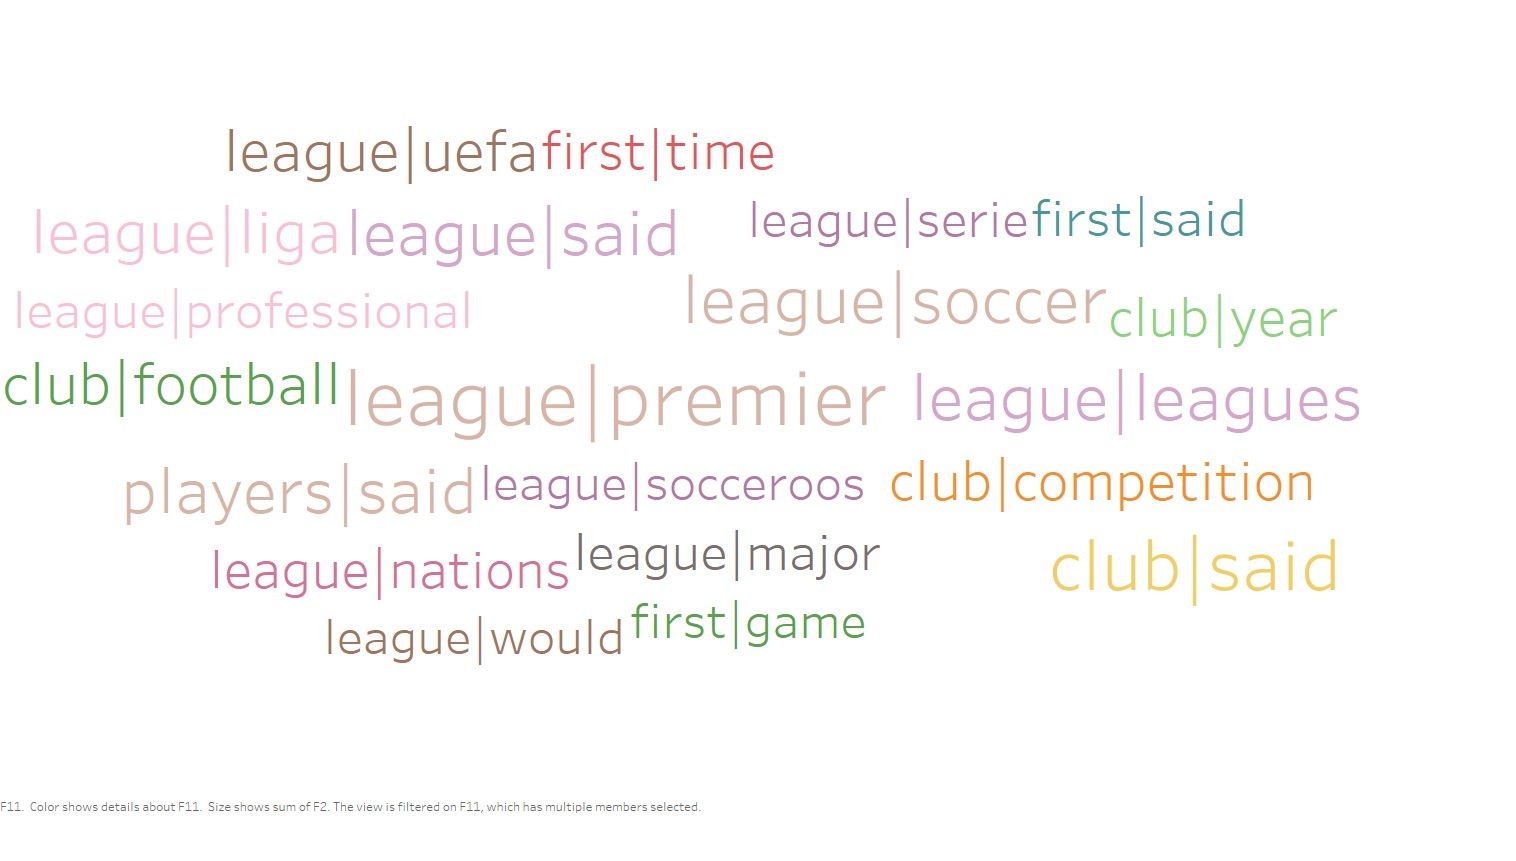 league|uefa first|time
league|liga league|said league|serie first|said
league|professional league|soccer club|year
club|football league|premier league|leagues
players|said league|socceroos club|competition
league|nations league|major club|said
league|would first|game
F11. Color shows details about F11. Size shows sum of F2. The view is filtered on F11, which has multiple members selected.